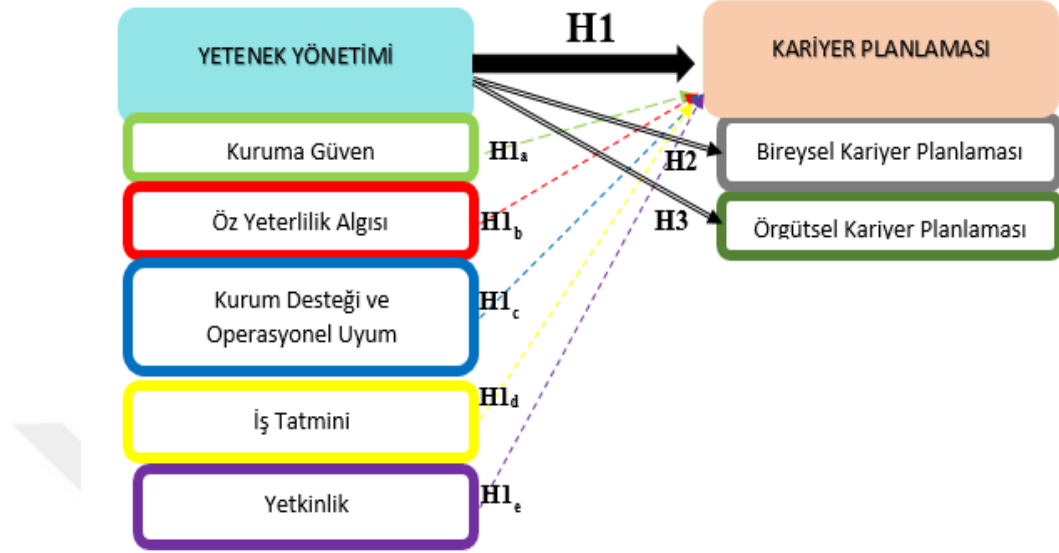 YETENEK YÖNETİMİ
H1
KARİYER PLANLAMASI
Kuruma Güven
H1a
H2
Bireysel Kariyer Planlaması
Öz Yeterlilik Algısı
H1b
H3
Örgütsel Kariyer Planlaması
Kurum Desteği ve
Operasyonel Uyum
H1c
İş Tatmini
H1d
Yetkinlik
H1e